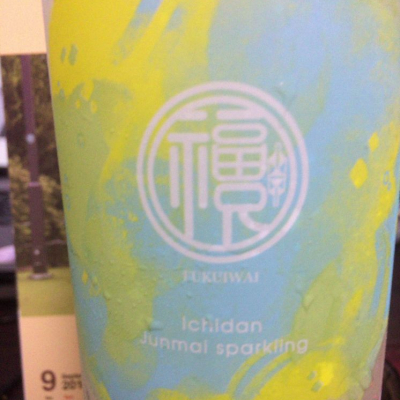 福
FUKUIWAI
Ichidan
Junmai sparkling
9